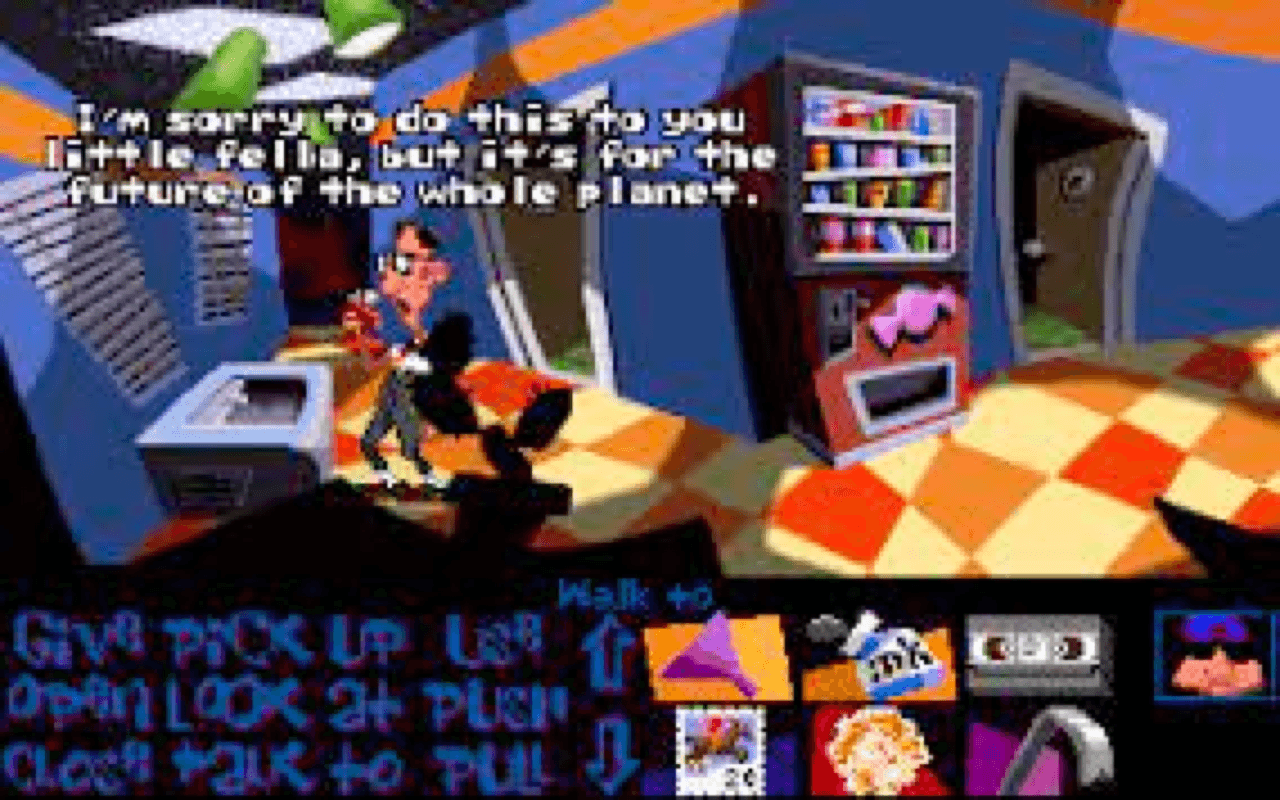 I'm sorry to do this to you
little fella, but it's for the
future of the whole planet.
Walk to
Give Pick up Use
Open Look at Push
Close Talk to Pull